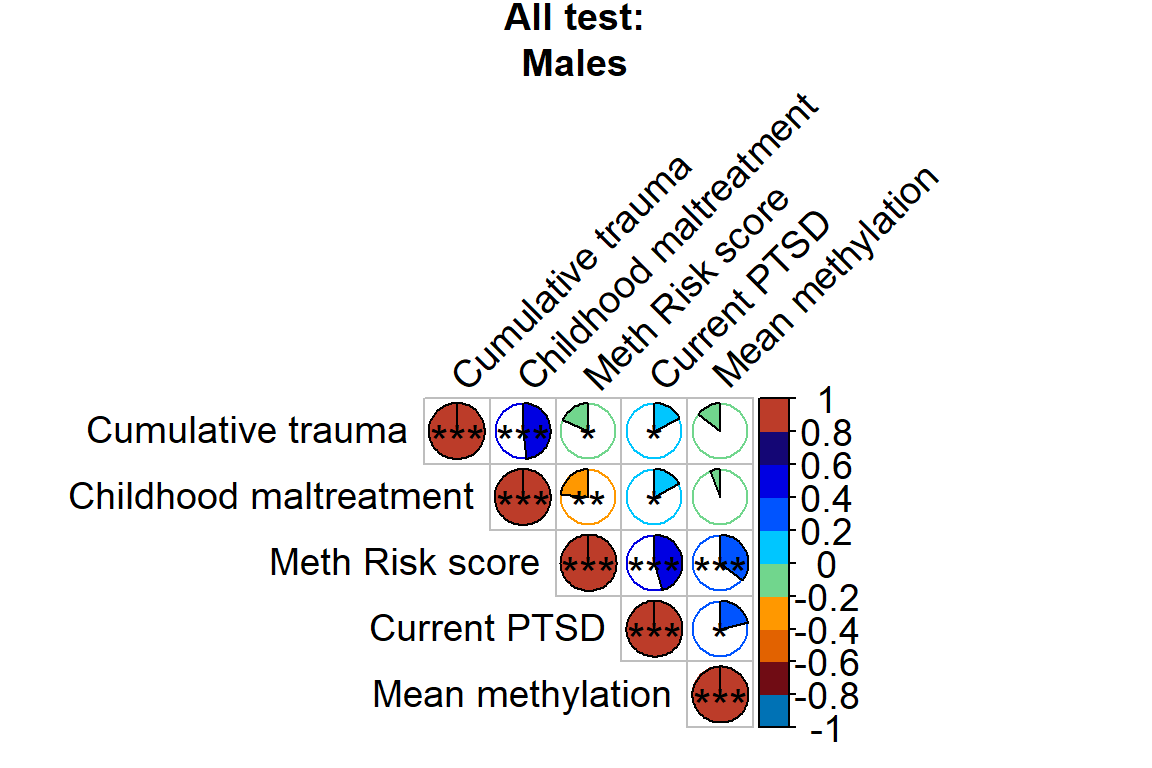 All test:
Males
Cumulative trauma
Childhood maltreatment
Meth Risk score
Current PTSD
Mean methylation
Cumulative trauma *** *** * *
Childhood maltreatment *** ** *
Meth Risk score *** *** ***
Current PTSD *** *
Mean methylation ***
1
0.8
0.6
0.4
0.2
0
-0.2
-0.4
-0.6
-0.8
-1